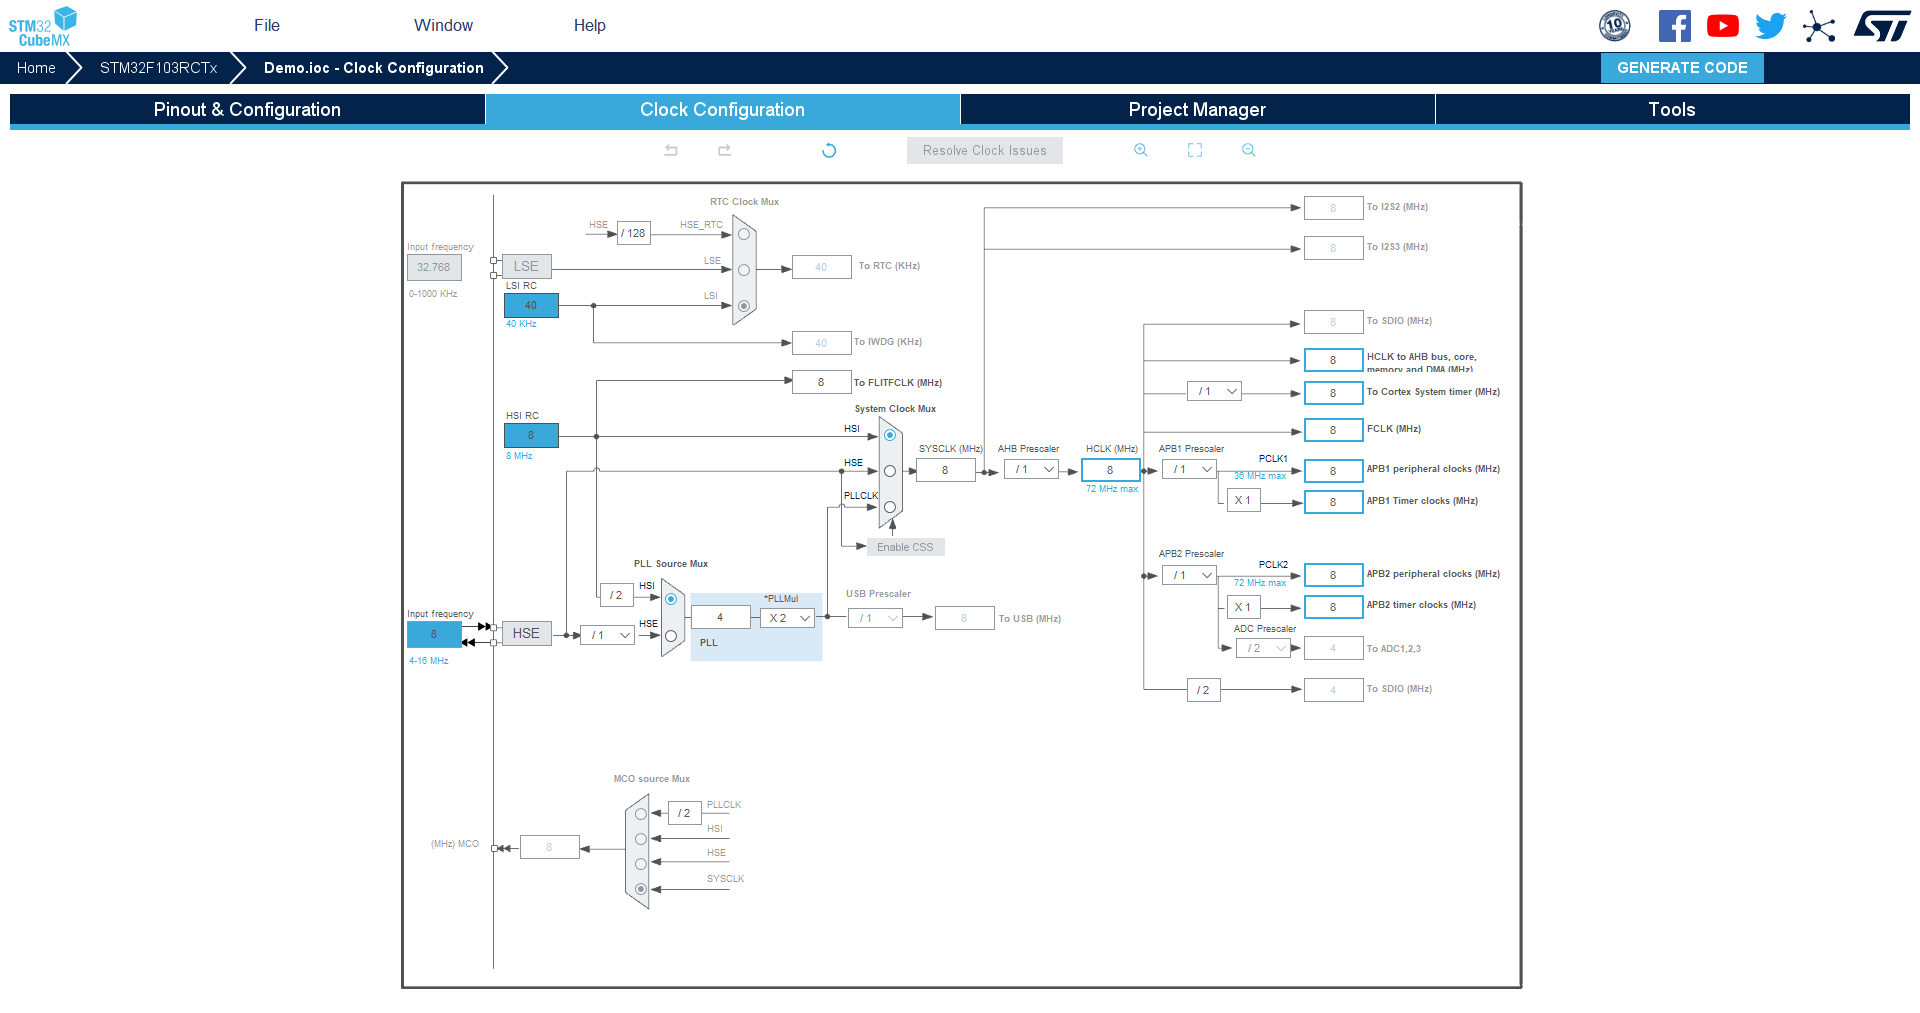 STM32
CubeMX
File
Window
Help
10
Home
STM32F103RCTx
Demo.ioc - Clock Configuration
GENERATE CODE
Pinout & Configuration
Clock Configuration
Project Manager
Tools
Resolve Clock Issues
RTC Clock Mux
HSE
/ 128
HSE_RTC
Input frequency
32.768
0-1000 KHz
LSE
LSE
40
To RTC (KHz)
LSI RC
40
40 KHz
LSI
40
To IWDG (KHz)
8
To FLITFCLK (MHz)
System Clock Mux
HSI RC
8
8 MHz
HSI
HSE
PLLCLK
Enable CSS
SYSCLK (MHz)
8
AHB Prescaler
/ 1
HCLK (MHz)
8
72 MHz max
8
To I2S2 (MHz)
8
To I2S3 (MHz)
8
To SDIO (MHz)
8
HCLK to AHB bus, core,
memory and DMA (MHz)
/ 1
8
To Cortex System timer (MHz)
8
FCLK (MHz)
APB1 Prescaler
/ 1
PCLK1
36 MHz max
8
APB1 peripheral clocks (MHz)
X 1
8
APB1 Timer clocks (MHz)
APB2 Prescaler
/ 1
PCLK2
72 MHz max
8
APB2 peripheral clocks (MHz)
X 1
8
APB2 timer clocks (MHz)
ADC Prescaler
/ 2
4
To ADC1,2,3
/ 2
4
To SDIO (MHz)
PLL Source Mux
/ 2
HSI
Input frequency
8
4-16 MHz
HSE
/ 1
HSE
4
*PLLMul
X 2
PLL
USB Prescaler
/ 1
8
To USB (MHz)
MCO source Mux
/ 2
PLLCLK
HSI
HSE
SYSCLK
(MHz) MCO
8